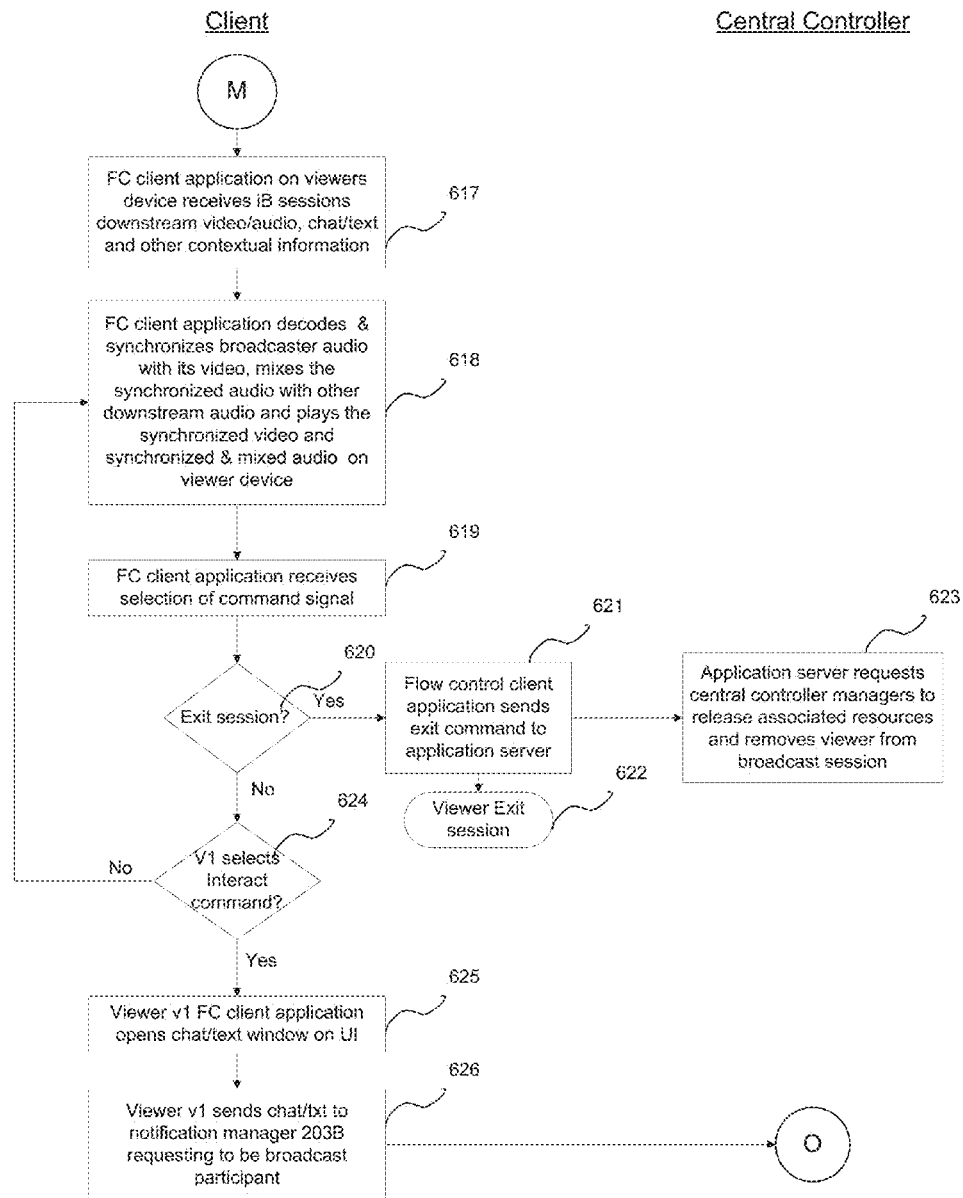 Client
Central Controller
M
FC client application on viewers
device receives iB sessions
downstream video/audio, chat/text
and other contextual information
617
FC client application decodes &
synchronizes broadcaster audio
with its video, mixes the
synchronized audio with other
downstream audio and plays the
synchronized video and
synchronized & mixed audio on
viewer device
618
FC client application receives
selection of command signal
619
Exit session?
620
Yes
Flow control client
application sends
exit command to
application server
621
Application server requests
central controller managers to
release associated resources
and removes viewer from
broadcast session
623
Viewer Exit
session
622
No
V1 selects
Interact
command?
624
No
Yes
Viewer v1 FC client application
opens chat/text window on UI
625
Viewer v1 sends chat/txt to
notification manager 203B
requesting to be broadcast
participant
626
O